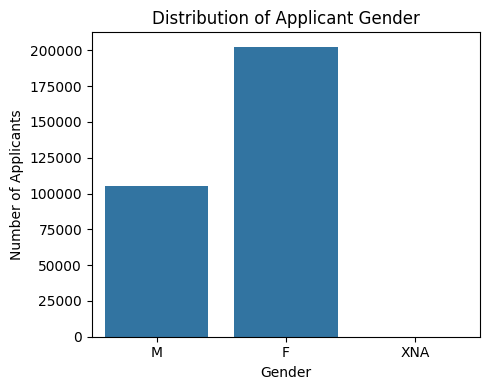 Distribution of Applicant Gender
200000
175000
150000
125000
100000
75000
50000
25000
0
Number of Applicants
M F XNA
Gender